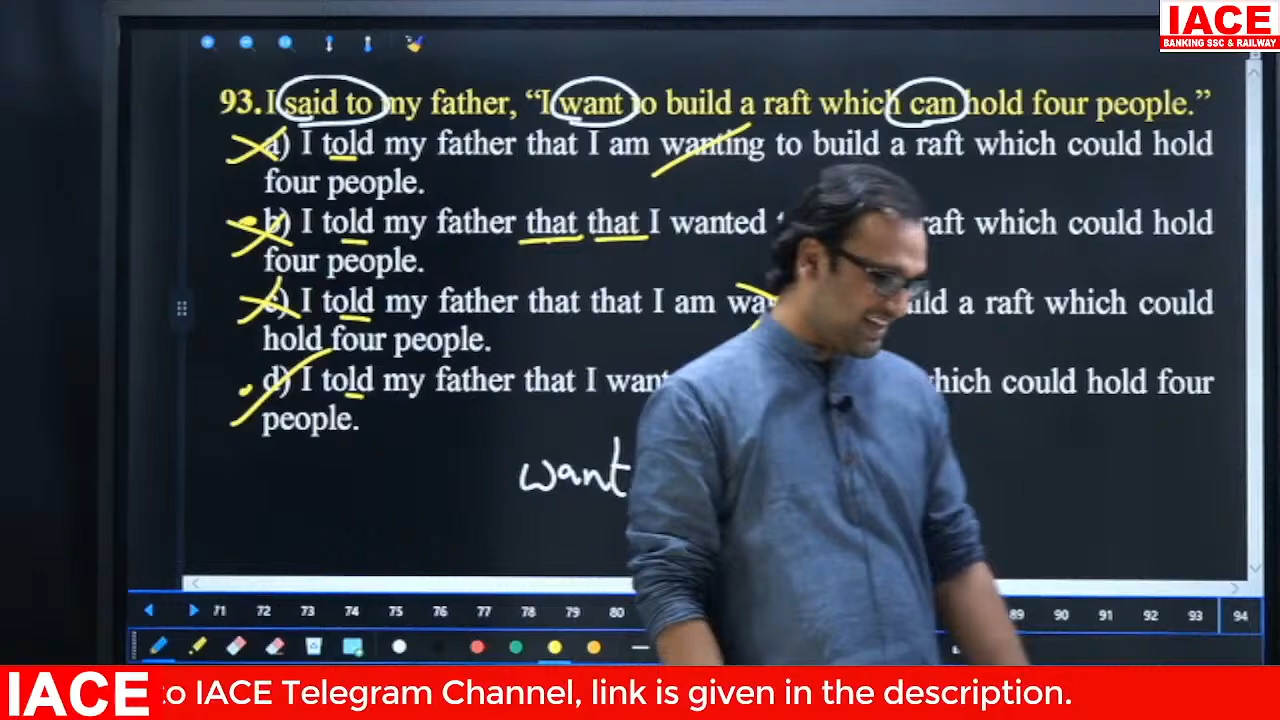 IACE
BANKING SSC & RAILWAY
93. I said to my father, “I want to build a raft which can hold four people.”
a) I told my father that I am wanting to build a raft which could hold
four people.
b) I told my father that that I wanted raft which could hold
four people.
c) I told my father that that I am a raft which could
hold four people.
d) I told my father that I which could hold four
people.
want
71 72 73 74 75 76 77 78 79 80 89 90 91 92 93 94
IACE to IACE Telegram Channel, link is given in the description.